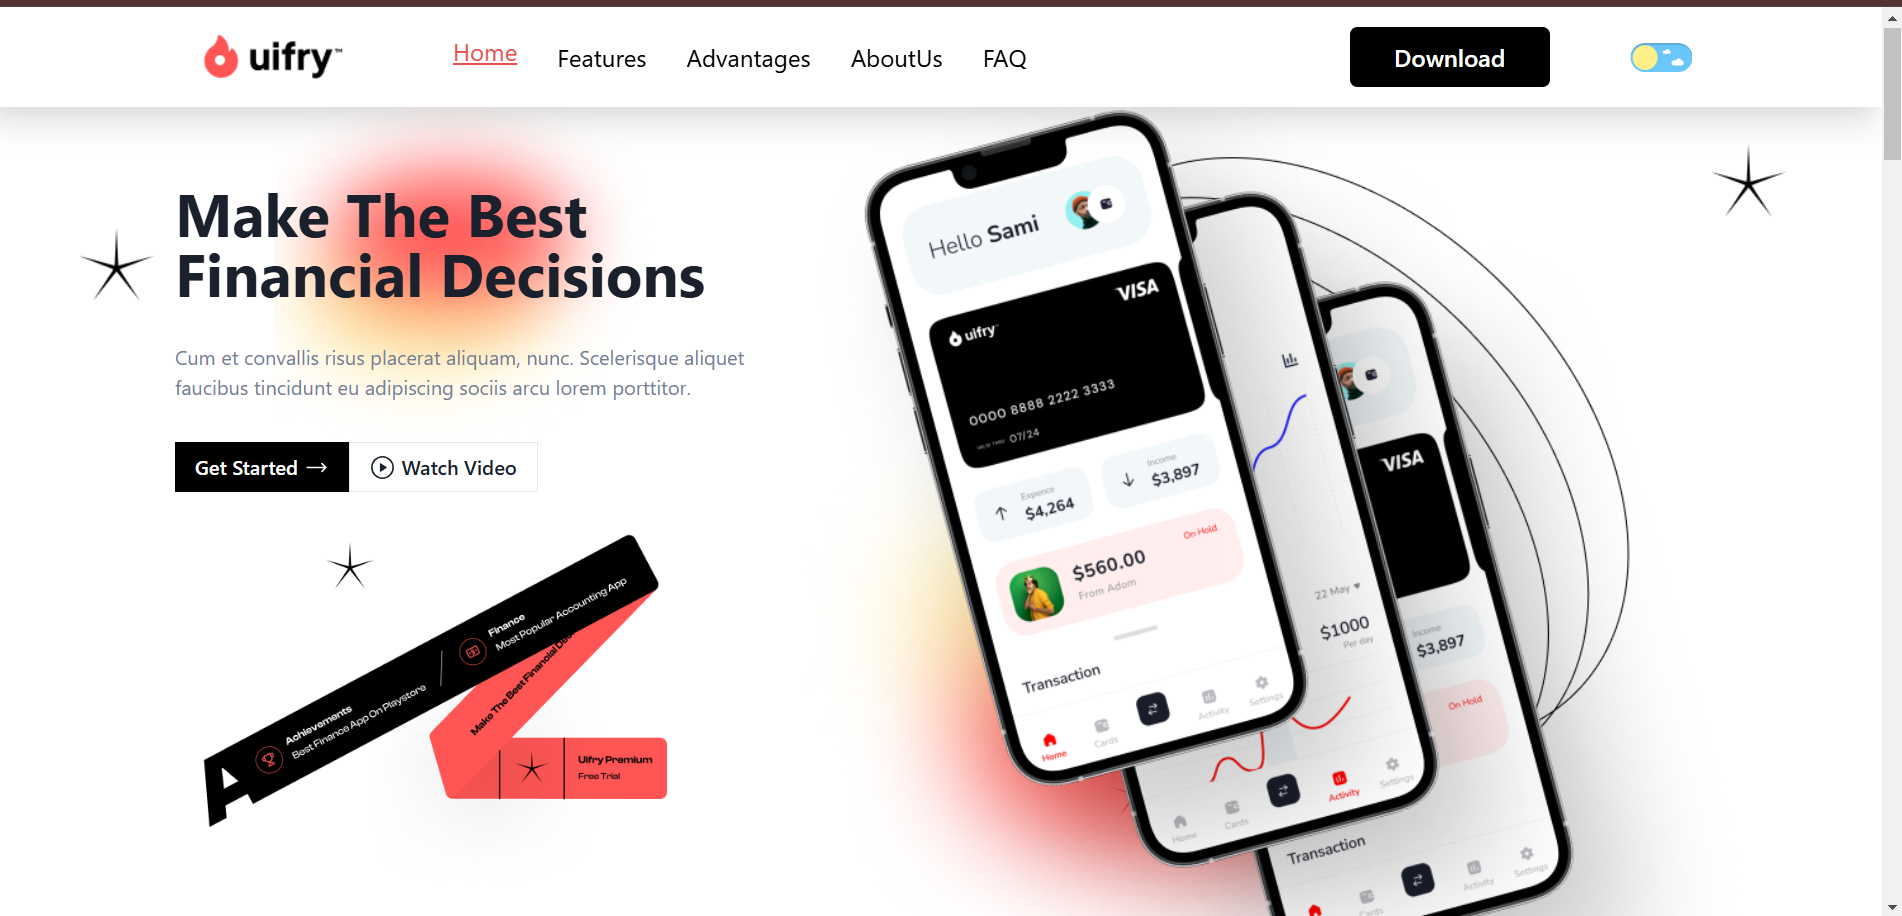 uifry™
Home
Features
Advantages
AboutUs
FAQ
Download
Make The Best
Financial Decisions
Cum et convallis risus placerat aliquam, nunc. Scelerisque aliquet
faucibus tincidunt eu adipiscing sociis arcu lorem porttitor.
Get Started →
Watch Video
Achievements
Best Finance App On Playstore
Finance
Most Popular Accounting App
Make The Best Financial
Uifry Premium
Free Trial
Hello Sami
VISA
uifry™
0000 8888 2222 3333
VALID THRU 07/24
Expence
$4,264
Income
$3,897
On Hold
$560.00
From Adom
Transaction
Home
Cards
Activity
Settings
22 May
$1000
Per day
Home
Cards
Activity
Settings
VISA
Income
$3,897
On Hold
Transaction
Cards
Activity
Settings